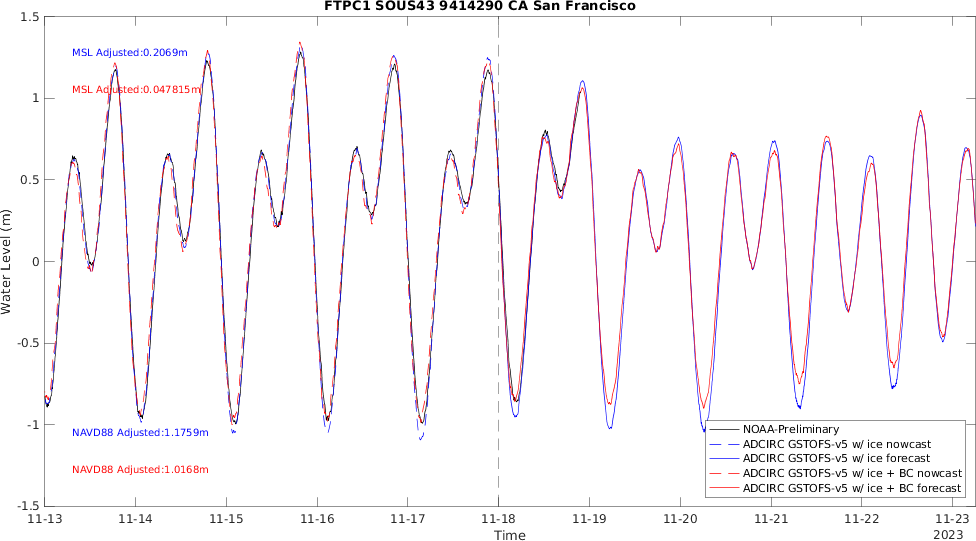 FTPC1 SOUS43 9414290 CA San Francisco
1.5
MSL Adjusted:0.2069m
MSL Adjusted:0.047815m
1
0.5
0
-0.5
-1
-1.5
Water Level (m)
NAVD88 Adjusted:1.1759m
NAVD88 Adjusted:1.0168m
NOAA-Preliminary
ADCIRC GSTOFS-v5 w/ ice nowcast
ADCIRC GSTOFS-v5 w/ ice forecast
ADCIRC GSTOFS-v5 w/ ice + BC nowcast
ADCIRC GSTOFS-v5 w/ ice + BC forecast
11-13 11-14 11-15 11-16 11-17 11-18 11-19 11-20 11-21 11-22 11-23
Time
2023